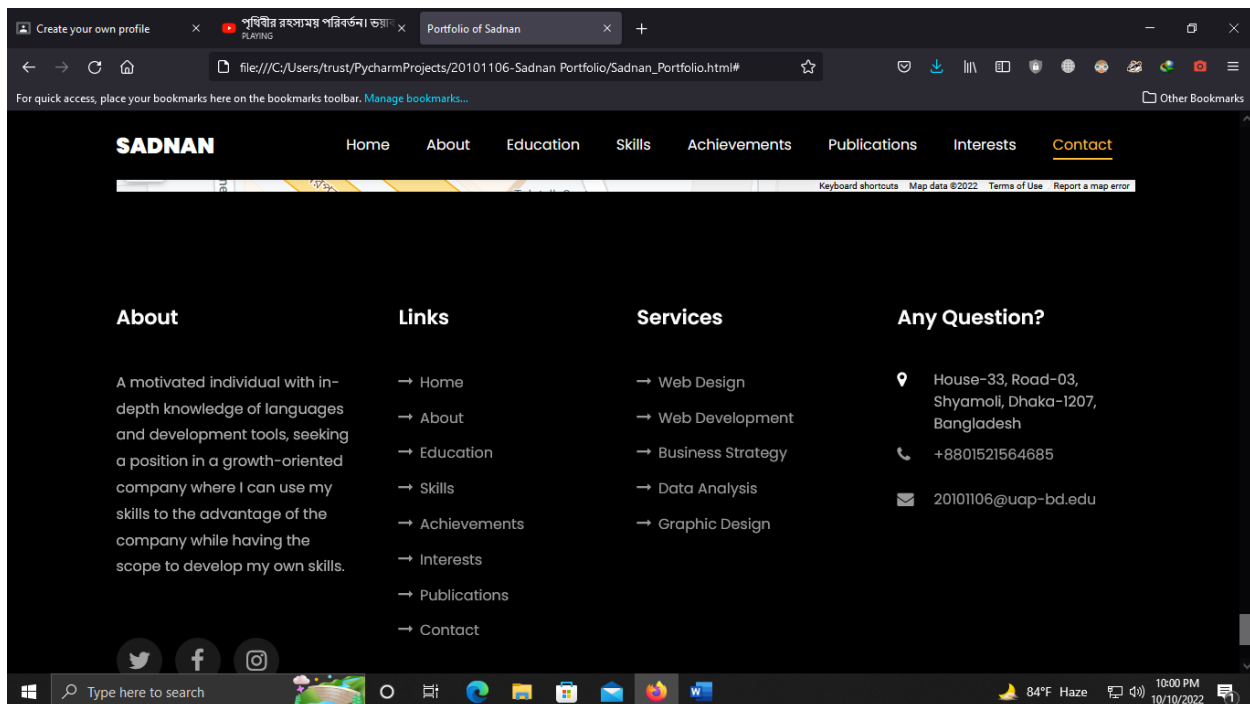 Create your own profile
পৃথিবীর রহস্যময় পরিবর্তন। ভয়াব
PLAYING
Portfolio of Sadnan
file:///C:/Users/trust/PycharmProjects/20101106-Sadnan Portfolio/Sadnan_Portfolio.html#
For quick access, place your bookmarks here on the bookmarks toolbar. Manage bookmarks...
Other Bookmarks
SADNAN
Home About Education Skills Achievements Publications Interests Contact
Keyboard shortcuts Map data ©2022 Terms of Use Report a map error
About
A motivated individual with in-
depth knowledge of languages
and development tools, seeking
a position in a growth-oriented
company where I can use my
skills to the advantage of the
company while having the
scope to develop my own skills.
Links
→ Home
→ About
→ Education
→ Skills
→ Achievements
→ Interests
→ Publications
→ Contact
Services
→ Web Design
→ Web Development
→ Business Strategy
→ Data Analysis
→ Graphic Design
Any Question?
House-33, Road-03,
Shyamoli, Dhaka-1207,
Bangladesh
+8801521564685
20101106@uap-bd.edu
Type here to search
84°F Haze
10:00 PM
10/10/2022